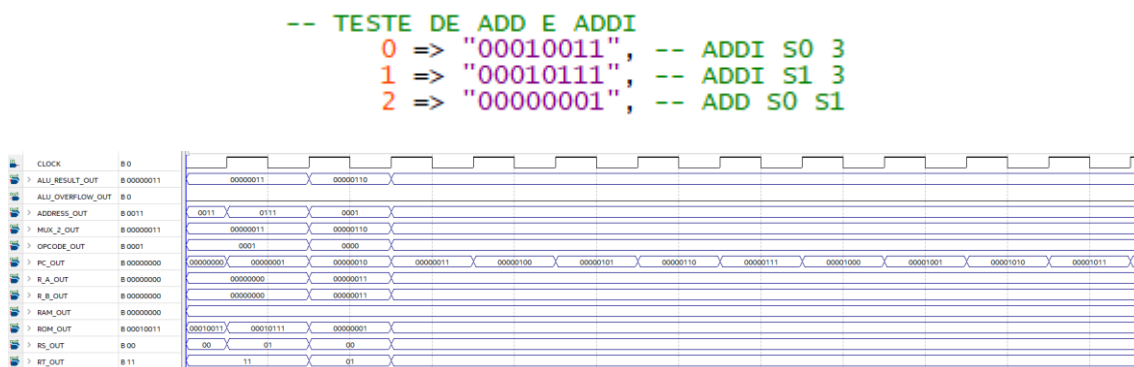 -- TESTE DE ADD E ADDI
0 => "00010011", -- ADDI S0 3
1 => "00010111", -- ADDI S1 3
2 => "00000001", -- ADD S0 S1
CLOCK B 0
> ALU_RESULT_OUT B 00000011 00000011 00000110
ALU_OVERFLOW_OUT B 0
> ADDRESS_OUT B 0011 0011 0111 0001
> MUX_2_OUT B 00000011 00000011 00000110
> OPCODE_OUT B 0001 0001 0000
> PC_OUT B 00000000 00000000 00000001 00000010 00000011 00000100 00000101 00000110 00000111 00001000 00001001 00001010 00001011
> R_A_OUT B 00000000 00000000 00000011
> R_B_OUT B 00000000 00000000 00000011
> RAM_OUT B 00000000
> ROM_OUT B 00010011 00010011 00010111 00000001
> RS_OUT B 00 00 01 00
> RT_OUT B 11 11 01